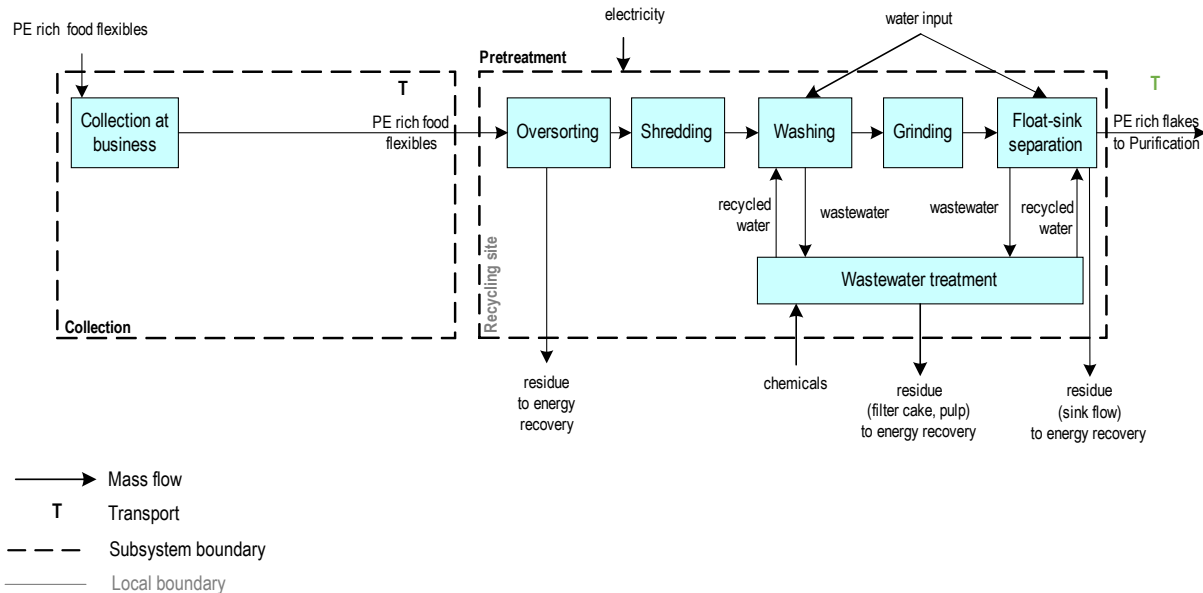 PE rich food flexibles
electricity
water input
Pretreatment
T
T
Collection at
business
PE rich food
flexibles
Oversorting
Shredding
Washing
Grinding
Float-sink
separation
PE rich flakes
to Purification
recycled
water
wastewater
wastewater
recycled
water
Recycling site
Wastewater treatment
Collection
residue
to energy
recovery
chemicals
residue
(filter cake, pulp)
to energy recovery
residue
(sink flow)
to energy recovery
Mass flow
T Transport
Subsystem boundary
Local boundary